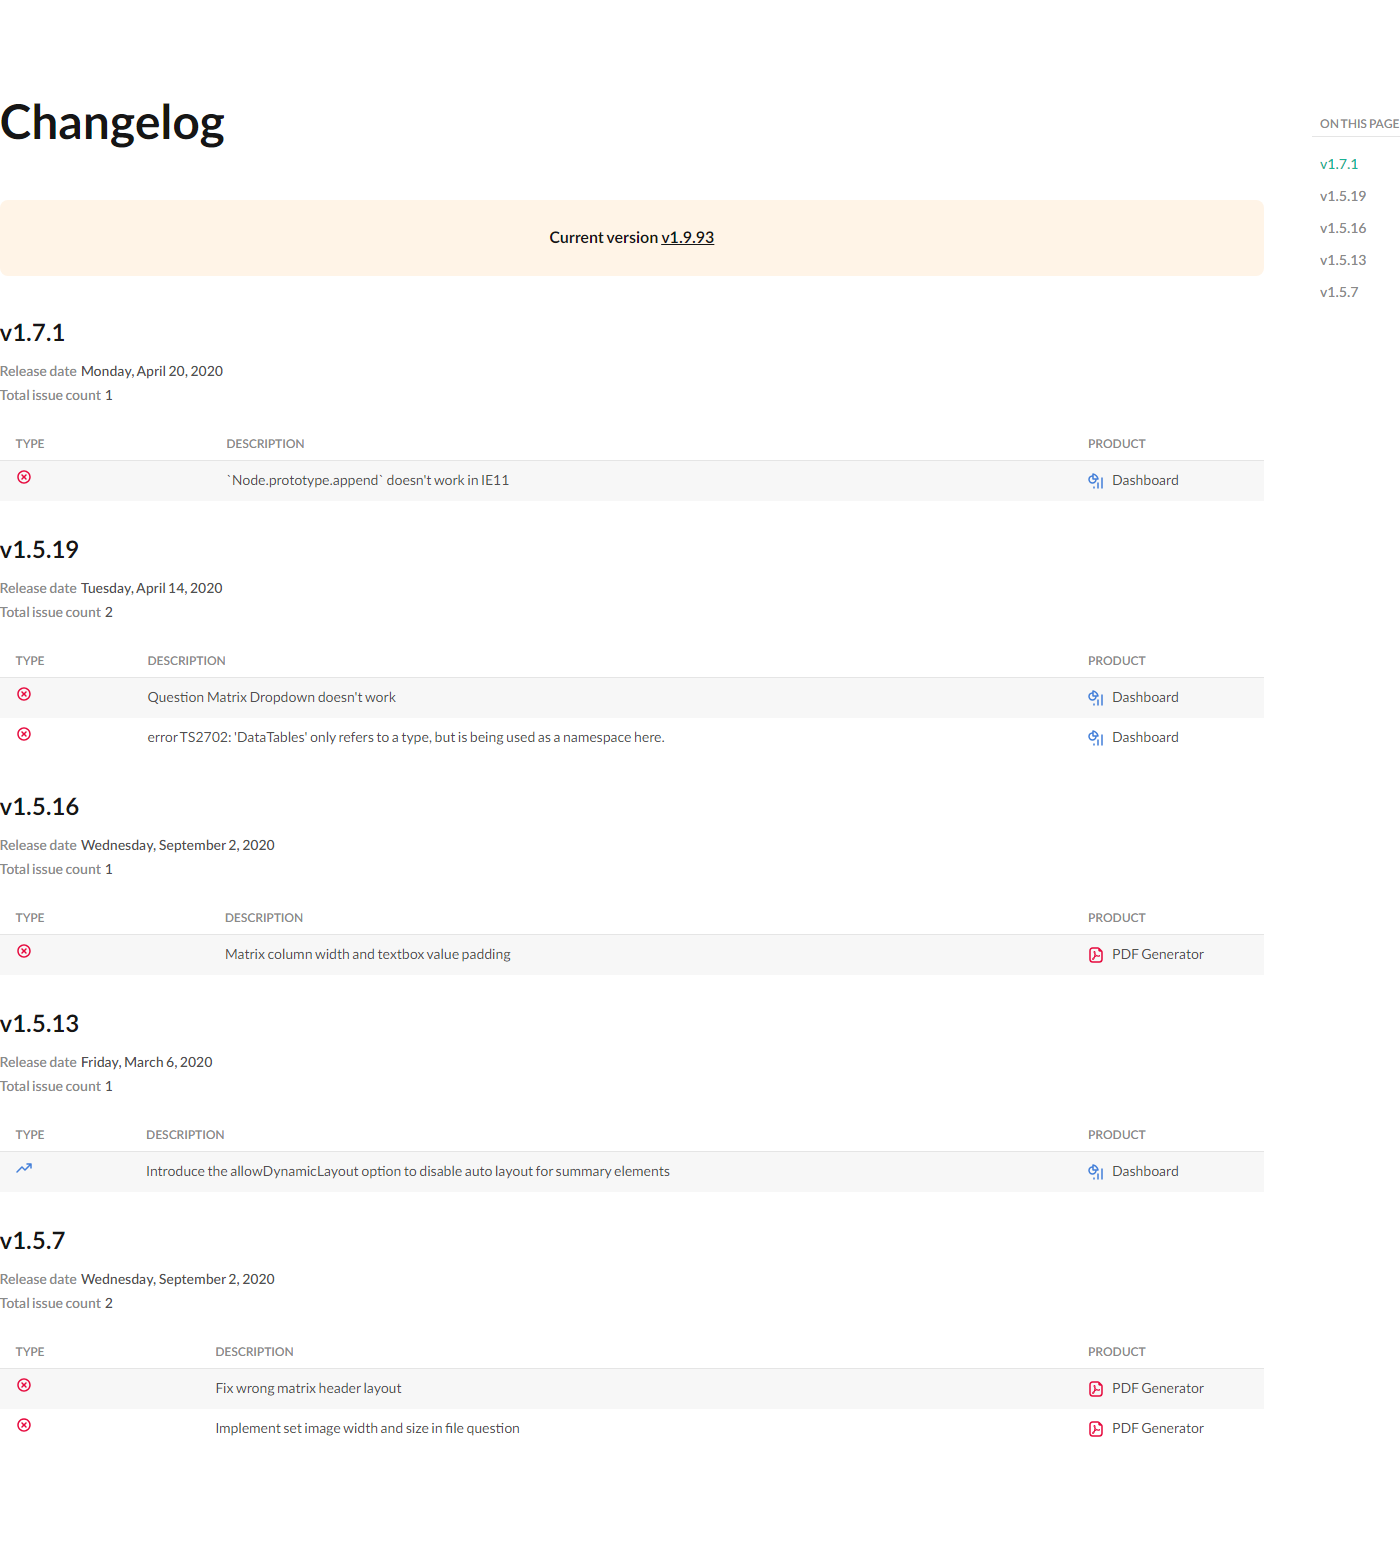 Changelog
ON THIS PAGE
v1.7.1
v1.5.19
v1.5.16
v1.5.13
v1.5.7
Current version v1.9.93
v1.7.1
Release date Monday, April 20, 2020
Total issue count 1
TYPE DESCRIPTION PRODUCT
`Node.prototype.append` doesn't work in IE11 Dashboard
v1.5.19
Release date Tuesday, April 14, 2020
Total issue count 2
TYPE DESCRIPTION PRODUCT
Question Matrix Dropdown doesn't work Dashboard
error TS2702: 'DataTables' only refers to a type, but is being used as a namespace here. Dashboard
v1.5.16
Release date Wednesday, September 2, 2020
Total issue count 1
TYPE DESCRIPTION PRODUCT
Matrix column width and textbox value padding PDF Generator
v1.5.13
Release date Friday, March 6, 2020
Total issue count 1
TYPE DESCRIPTION PRODUCT
Introduce the allowDynamicLayout option to disable auto layout for summary elements Dashboard
v1.5.7
Release date Wednesday, September 2, 2020
Total issue count 2
TYPE DESCRIPTION PRODUCT
Fix wrong matrix header layout PDF Generator
Implement set image width and size in file question PDF Generator